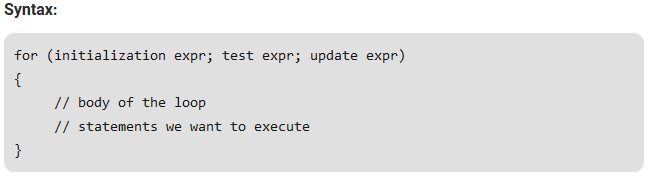 Syntax:
for (initialization expr; test expr; update expr)
{
// body of the loop
// statements we want to execute
}